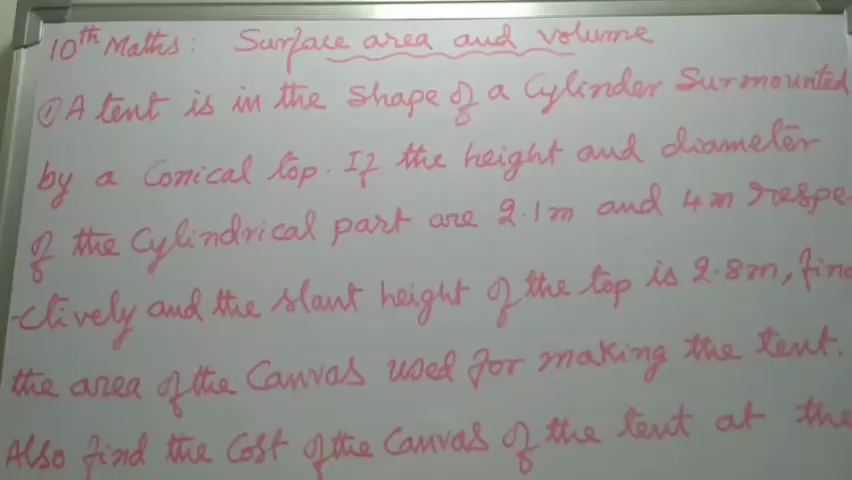 10th Maths: Surface area and volume
① A tent is in the shape of a Cylinder Surmounted
by a Conical top. If the height and diameter
of the Cylindrical part are 2.1m and 4m respe-
-ctively and the slant height of the top is 2.8m, find
the area of the Canvas used for making the tent.
Also find the Cost of the Canvas of the tent at the